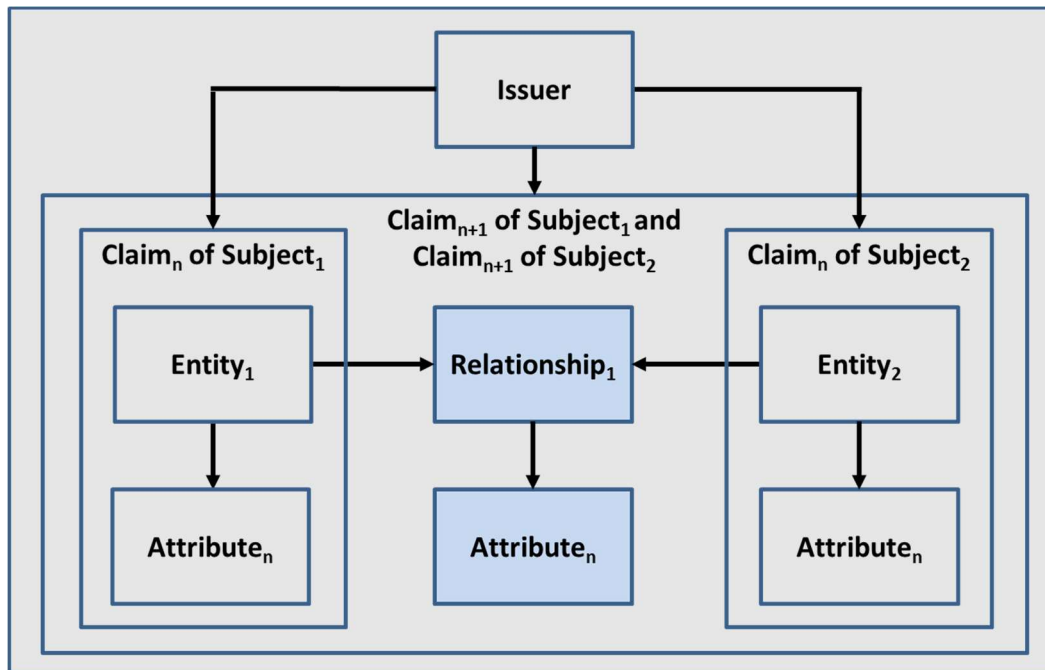 Issuer
Claimₙ₊₁ of Subject₁ and
Claimₙ₊₁ of Subject₂
Claimₙ of Subject₁
Claimₙ of Subject₂
Entity₁
Relationship₁
Entity₂
Attributeₙ
Attributeₙ
Attributeₙ